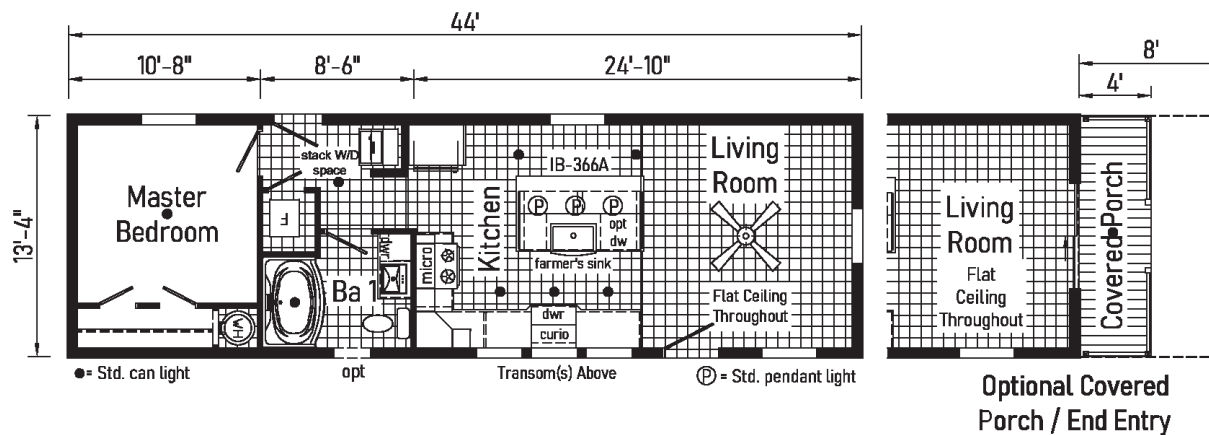 44'
8'
10'-8"
8'-6"
24'-10"
4'
13'-4"
stack W/D
space
IB-366A
Living
Room
Master
Bedroom
F
Kitchen
P P P
opt
dw
Living
Room
Covered Porch
dwr
micro
farmer's sink
Flat
Ceiling
Throughout
Ba 1
Flat Ceiling
Throughout
WH
dwr
curio
●= Std. can light
opt
Transom(s) Above
Ⓟ= Std. pendant light
Optional Covered
Porch / End Entry